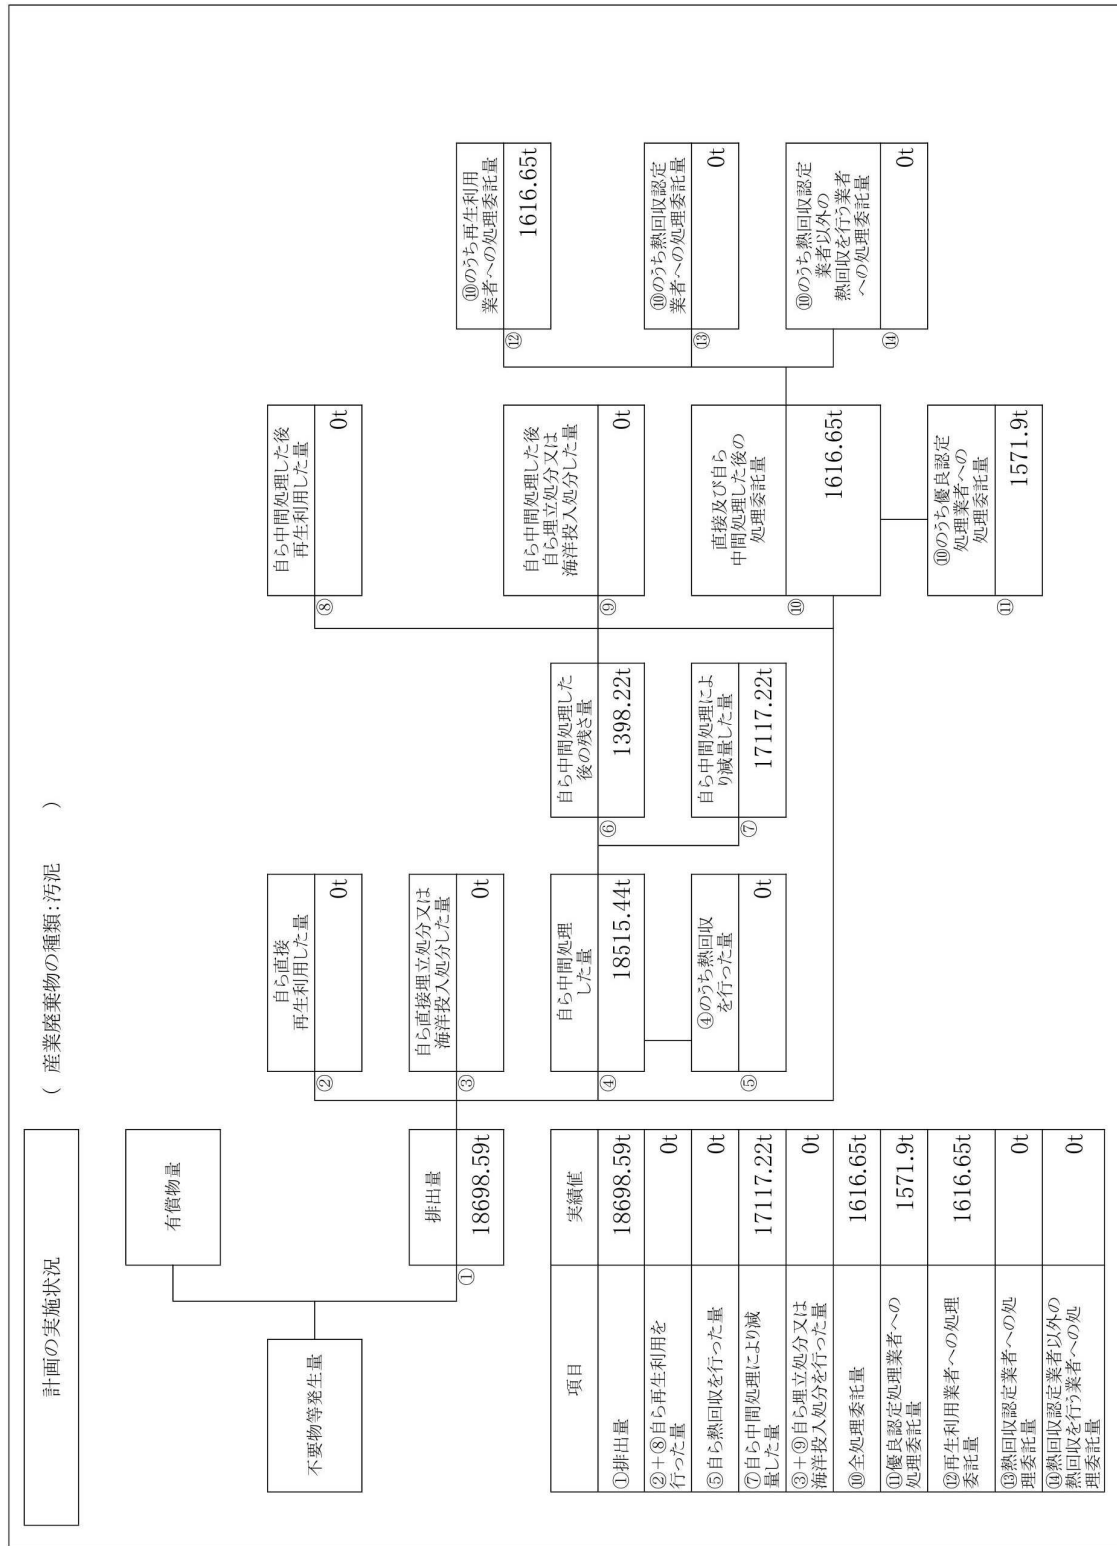 計画の実施状況
( 産業廃棄物の種類:汚泥 )
有償物量
不要物等発生量
①
排出量
18698.59t
②
自ら直接
再生利用した量
0t
③
自ら直接埋立処分又は
海洋投入処分した量
0t
④
自ら中間処理
した量
18515.44t
⑤
④のうち熱回収
を行った量
0t
⑥
自ら中間処理した
後の残さ量
1398.22t
⑦
自ら中間処理によ
り減量した量
17117.22t
⑧
自ら中間処理した後
再生利用した量
0t
⑨
自ら中間処理した後
自ら埋立処分又は
海洋投入処分した量
0t
⑩
直接及び自ら
中間処理した後の
処理委託量
1616.65t
⑪
⑩のうち優良認定
処理業者への
処理委託量
1571.9t
⑫
⑩のうち再生利用
業者への処理委託量
1616.65t
⑬
⑩のうち熱回収認定
業者への処理委託量
0t
⑭
⑩のうち熱回収認定
業者以外の
熱回収を行う業者
への処理委託量
0t
項目 実績値
①排出量 18698.59t
②+⑧自ら再生利用を
行った量 0t
⑤自ら熱回収を行った量 0t
⑦自ら中間処理により減
量した量 17117.22t
③+⑨自ら埋立処分又は
海洋投入処分を行った量 0t
⑩全処理委託量 1616.65t
⑪優良認定処理業者への
処理委託量 1571.9t
⑫再生利用業者への処理
委託量 1616.65t
⑬熱回収認定業者への処
理委託量 0t
⑭熱回収認定業者以外の
熱回収を行う業者への処
理委託量 0t